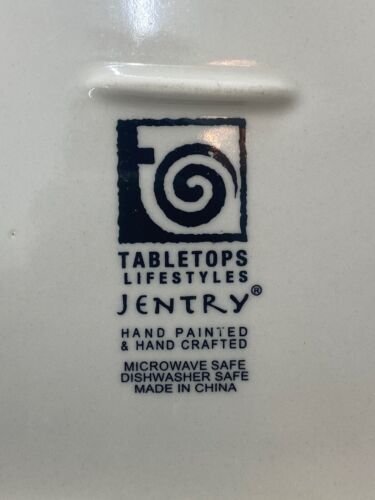 TABLETOPS
LIFESTYLES
JENTRY®
HAND PAINTED
& HAND CRAFTED
MICROWAVE SAFE
DISHWASHER SAFE
MADE IN CHINA